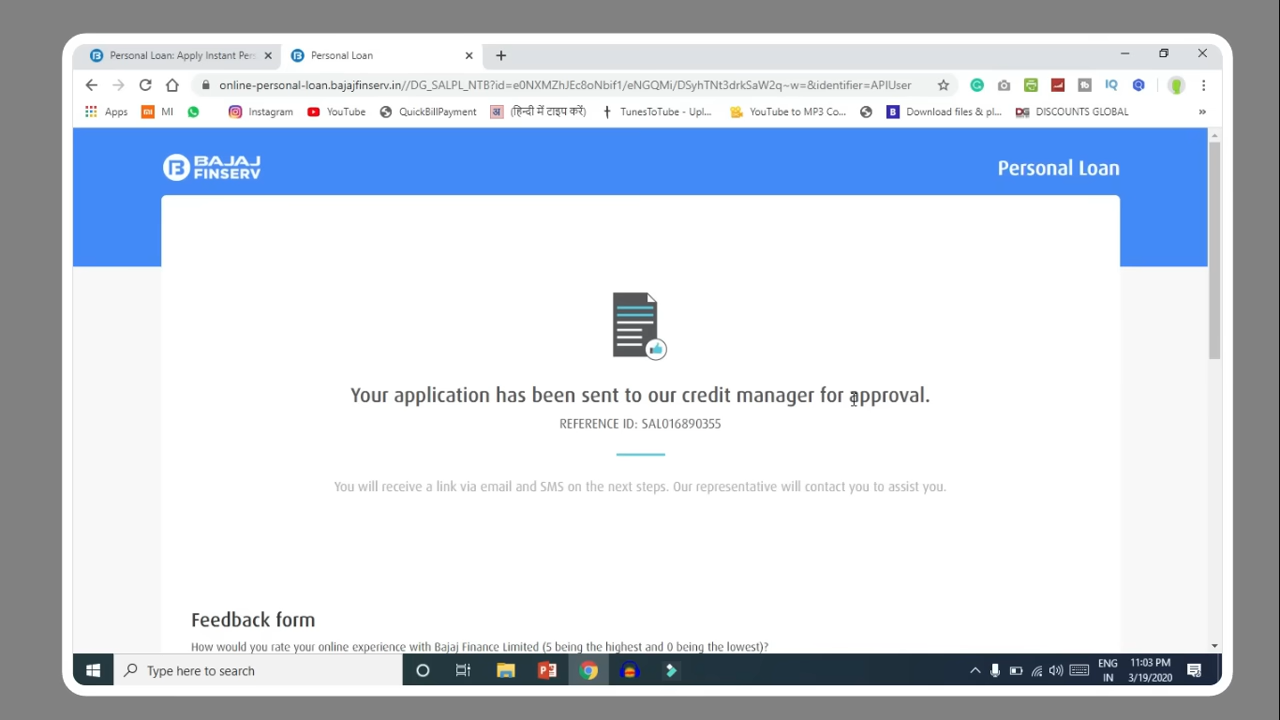 Personal Loan: Apply Instant Per
Personal Loan
online-personal-loan.bajajfinserv.in//DG_SALPL_NTB?id=e0NXMZhJEc8oNbif1/eNGQMi/DSyhTNt3drkSaW2q~w=&identifier=APIUser
IQ
Apps
MI
Instagram
YouTube
QuickBillPayment
अ
(हिन्दी में टाइप करें)
TunesToTube - Upl...
YouTube to MP3 Co...
B
Download files & pl...
DG
DISCOUNTS GLOBAL
»
BAJAJ
FINSERV
Personal Loan
Your application has been sent to our credit manager for approval.
REFERENCE ID: SAL016890355
You will receive a link via email and SMS on the next steps. Our representative will contact you to assist you.
Feedback form
How would you rate your online experience with Bajaj Finance Limited (5 being the highest and 0 being the lowest)?
Type here to search
ENG
IN
11:03 PM
3/19/2020